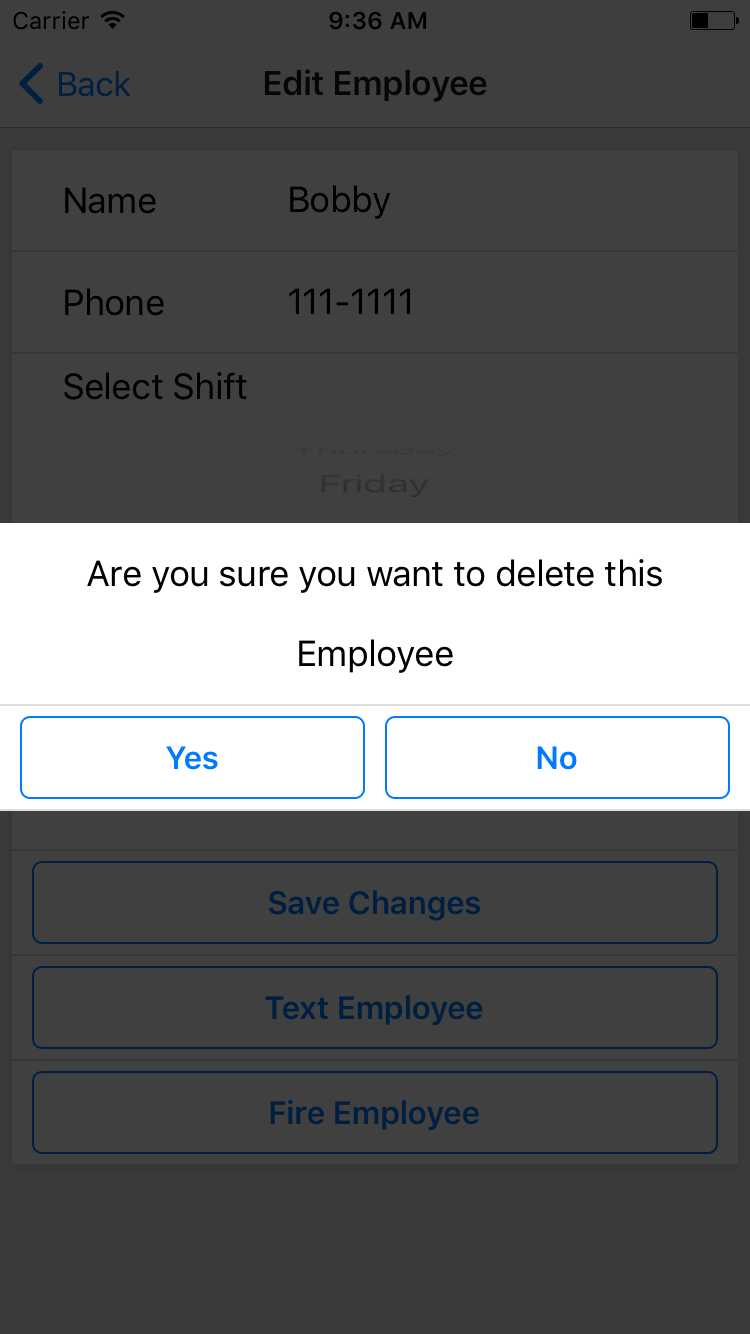 Carrier 9:36 AM
Back Edit Employee
Name Bobby
Phone 111-1111
Select Shift
Thursday
Friday
Are you sure you want to delete this
Employee
Yes No
Save Changes
Text Employee
Fire Employee